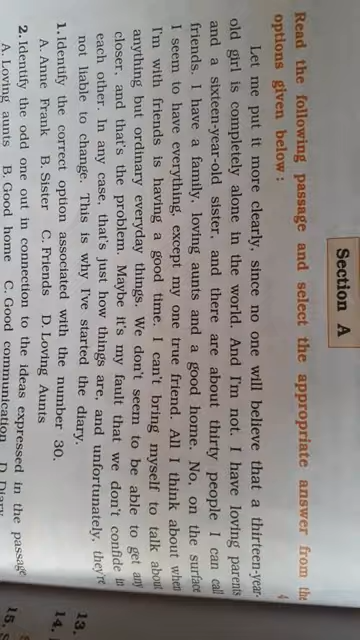 Section A
Read the following passage and select the appropriate answer from the
options given below : 4
Let me put it more clearly, since no one will believe that a thirteen-year-
old girl is completely alone in the world. And I'm not. I have loving parents
and a sixteen-year-old sister, and there are about thirty people I can call
friends. I have a family, loving aunts and a good home. No, on the surface
I seem to have everything, except my one true friend. All I think about when
I'm with friends is having a good time. I can't bring myself to talk about
anything but ordinary everyday things. We don't seem to be able to get any
closer, and that's the problem. Maybe it's my fault that we don't confide in
each other. In any case, that's just how things are, and unfortunately, they're
not liable to change. This is why I've started the diary.
1. Identify the correct option associated with the number 30.
A. Anne Frank B. Sister C. Friends D. Loving Aunts
2. Identify the odd one out in connection to the ideas expressed in the passage
A. Loving aunts B. Good home C. Good communication D. Diary
13.
14.
15.